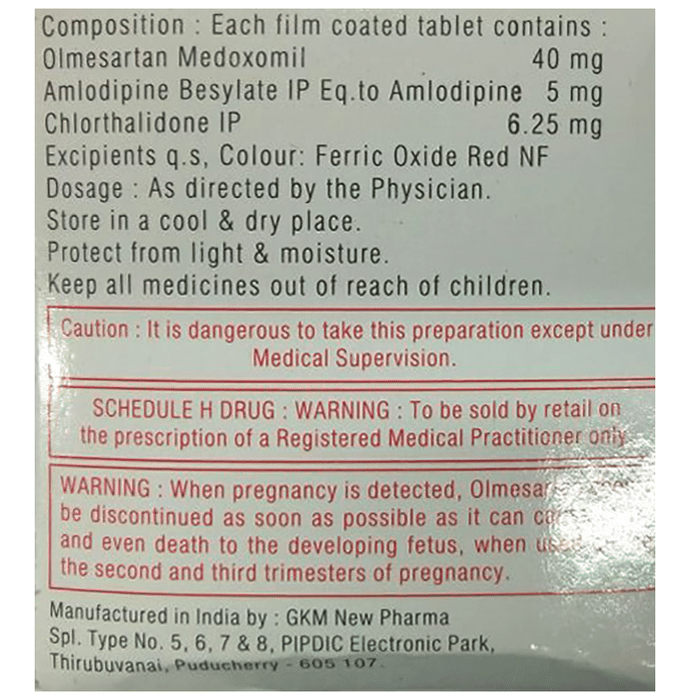 Composition : Each film coated tablet contains :
Olmesartan Medoxomil 40 mg
Amlodipine Besylate IP Eq.to Amlodipine 5 mg
Chlorthalidone IP 6.25 mg
Excipients q.s, Colour: Ferric Oxide Red NF
Dosage : As directed by the Physician.
Store in a cool & dry place.
Protect from light & moisture.
Keep all medicines out of reach of children.
Caution : It is dangerous to take this preparation except under
Medical Supervision.
SCHEDULE H DRUG : WARNING : To be sold by retail on
the prescription of a Registered Medical Practitioner only.
WARNING : When pregnancy is detected,
be discontinued as soon as possible as it can
and even death to the developing fetus, when
the second and third trimesters of pregnancy.
Manufactured in India by : GKM New Pharma
Spl. Type No. 5, 6, 7 & 8, PIPDIC Electronic Park,
Thirubuvanai, Puducherry - 605 107.